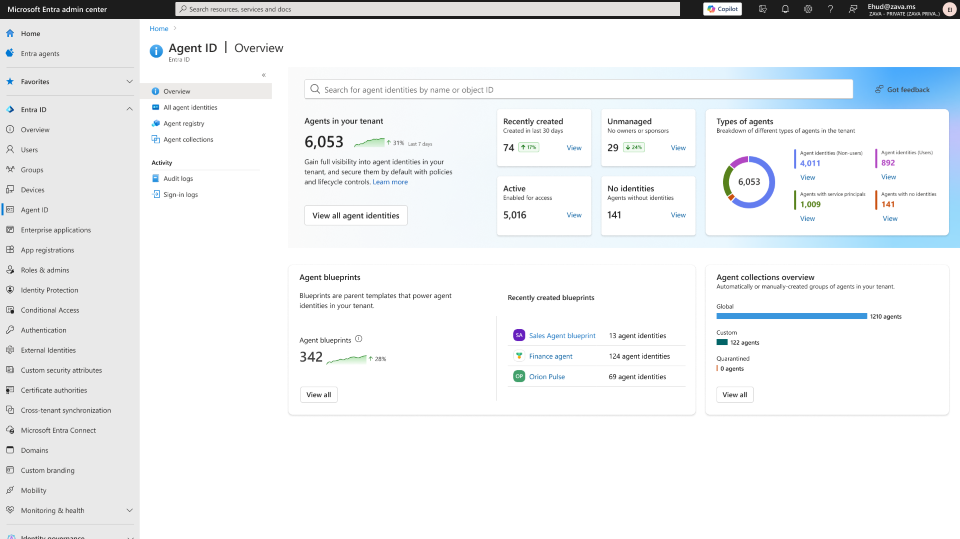 Microsoft Entra admin center
Search resources, services and docs
Copilot
Ehud@zava.ms
ZAVA - PRIVATE (ZAVA PRIVA..)
Home
Entra agents
Favorites
Entra ID
Overview
Users
Groups
Devices
Agent ID
Enterprise applications
App registrations
Roles & admins
Identity Protection
Conditional Access
Authentication
External Identities
Custom security attributes
Certificate authorities
Cross-tenant synchronization
Microsoft Entra Connect
Domains
Custom branding
Mobility
Monitoring & health
Identity governance
Home
Agent ID | Overview
Entra ID
Overview
All agent identities
Agent registry
Agent collections
Activity
Audit logs
Sign-in logs
Search for agent identities by name or object ID
Got feedback
Agents in your tenant
6,053 ↑ 31% Last 7 days
Gain full visibility into agent identities in your
tenant, and secure them by default with policies
and lifecycle controls. Learn more
View all agent identities
Recently created
Created in last 30 days
74 ↑ 17% View
Unmanaged
No owners or sponsors
29 ↓ 24% View
Active
Enabled for access
5,016 View
No identities
Agents without identities
141 View
Types of agents
Breakdown of different types of agents in the tenant
6,053
Agent identities (Non-users)
4,011
View
Agent identities (Users)
892
View
Agents with service principals
1,009
View
Agents with no identities
141
View
Agent blueprints
Blueprints are parent templates that power agent
identities in your tenant.
Agent blueprints
342 ↑ 28%
View all
Recently created blueprints
SA Sales Agent blueprint 13 agent identities
Finance agent 124 agent identities
OP Orion Pulse 69 agent identities
Agent collections overview
Automatically or manually-created groups of agents in your tenant.
Global
1210 agents
Custom
122 agents
Quarantined
0 agents
View all